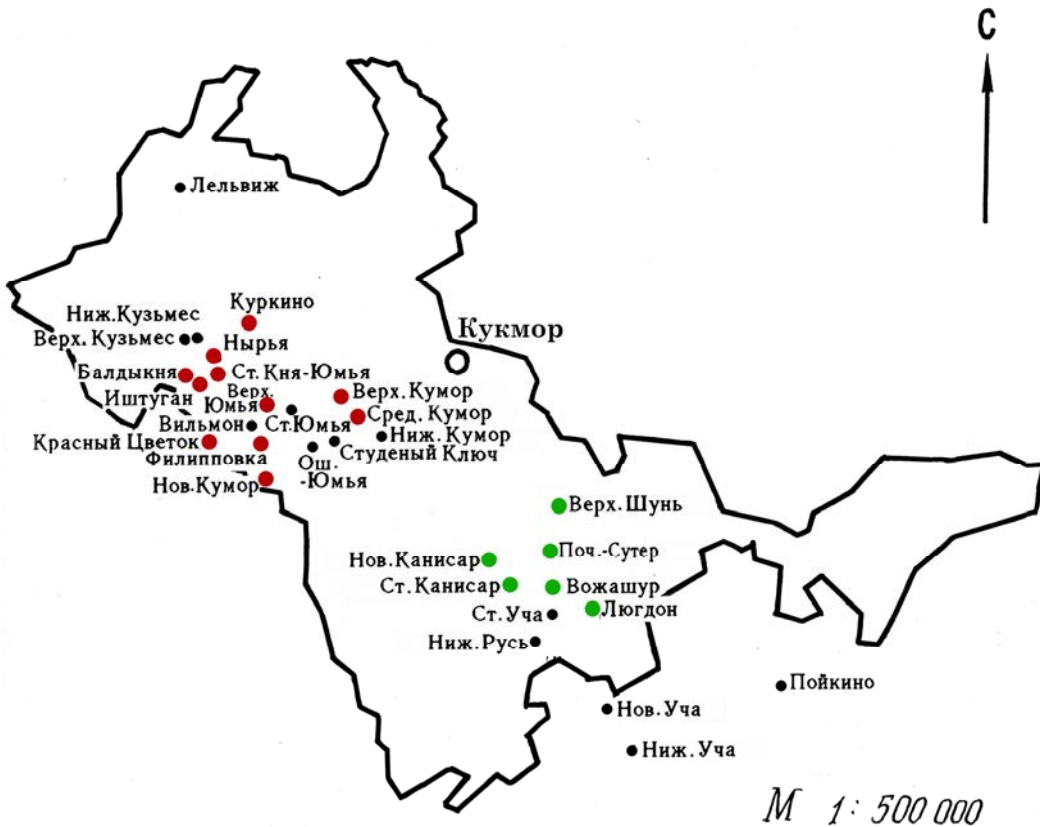 С
Лельвиж
Куркино
Ниж.Кузьмес
Верх. Кузьмес
Нырья
Кукмор
Балдыкня
Ст. Кня-Юмья
Иштуган
Верх.
Юмья
Верх. Кумор
Сред. Кумор
Вильмон
Ст.Юмья
Ниж. Кумор
Красный Цветок
Студеный Ключ
Филипповка
Ош.
-Юмья
Нов.Кумор
Верх. Шунь
Поч.-Сутер
Нов. Канисар
Ст. Канисар
Вожашур
Люгдон
Ст. Уча
Ниж. Русь
Пойкино
Нов. Уча
Ниж. Уча
М 1: 500 000